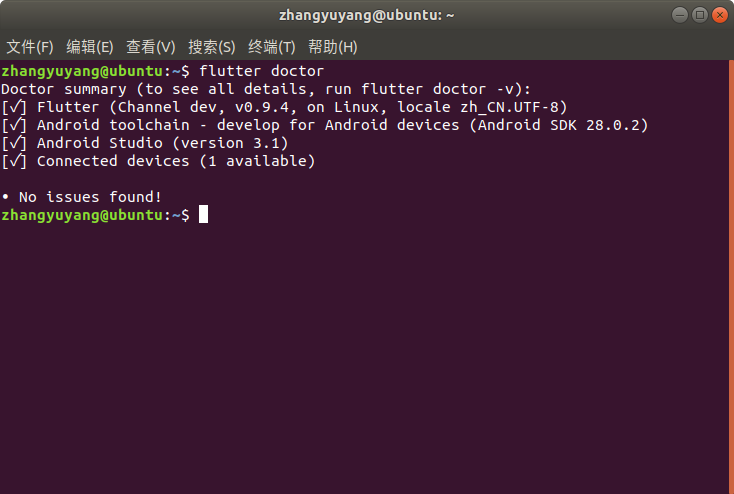 zhangyuyang@ubuntu: ~
文件(F) 编辑(E) 查看(V) 搜索(S) 终端(T) 帮助(H)
zhangyuyang@ubuntu:~$ flutter doctor
Doctor summary (to see all details, run flutter doctor -v):
[✓] Flutter (Channel dev, v0.9.4, on Linux, locale zh_CN.UTF-8)
[✓] Android toolchain - develop for Android devices (Android SDK 28.0.2)
[✓] Android Studio (version 3.1)
[✓] Connected devices (1 available)
• No issues found!
zhangyuyang@ubuntu:~$